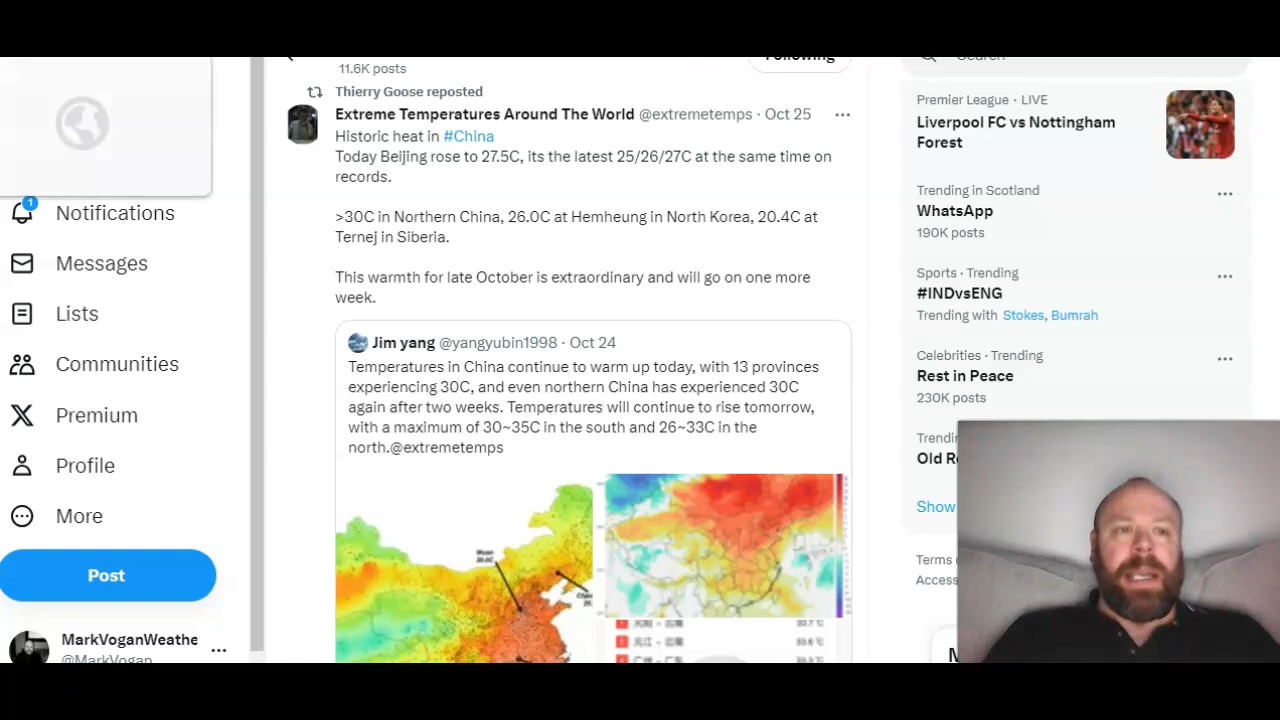 Notifications
1
Messages
Lists
Communities
Premium
Profile
More
Post
MarkVoganWeathe
@MarkVogan
11.6K posts
Following
Thierry Goose reposted
Extreme Temperatures Around The World @extremetemps · Oct 25
Historic heat in #China
Today Beijing rose to 27.5C, its the latest 25/26/27C at the same time on
records.
>30C in Northern China, 26.0C at Hemheung in North Korea, 20.4C at
Ternej in Siberia.
This warmth for late October is extraordinary and will go on one more
week.
Jim yang @yangyubin1998 · Oct 24
Temperatures in China continue to warm up today, with 13 provinces
experiencing 30C, and even northern China has experienced 30C
again after two weeks. Temperatures will continue to rise tomorrow,
with a maximum of 30~35C in the south and 26~33C in the
north.@extremetemps
Search
Premier League · LIVE
Liverpool FC vs Nottingham
Forest
Trending in Scotland
WhatsApp
190K posts
Sports · Trending
#INDvsENG
Trending with Stokes, Bumrah
Celebrities · Trending
Rest in Peace
230K posts
Trendi
Old R
Show
Terms
Access
M